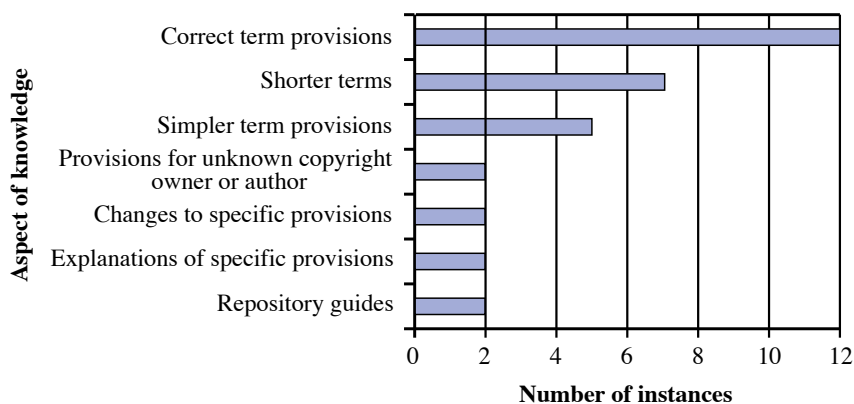 Aspect of knowledge
Correct term provisions
Shorter terms
Simpler term provisions
Provisions for unknown copyright
owner or author
Changes to specific provisions
Explanations of specific provisions
Repository guides
0 2 4 6 8 10 12
Number of instances